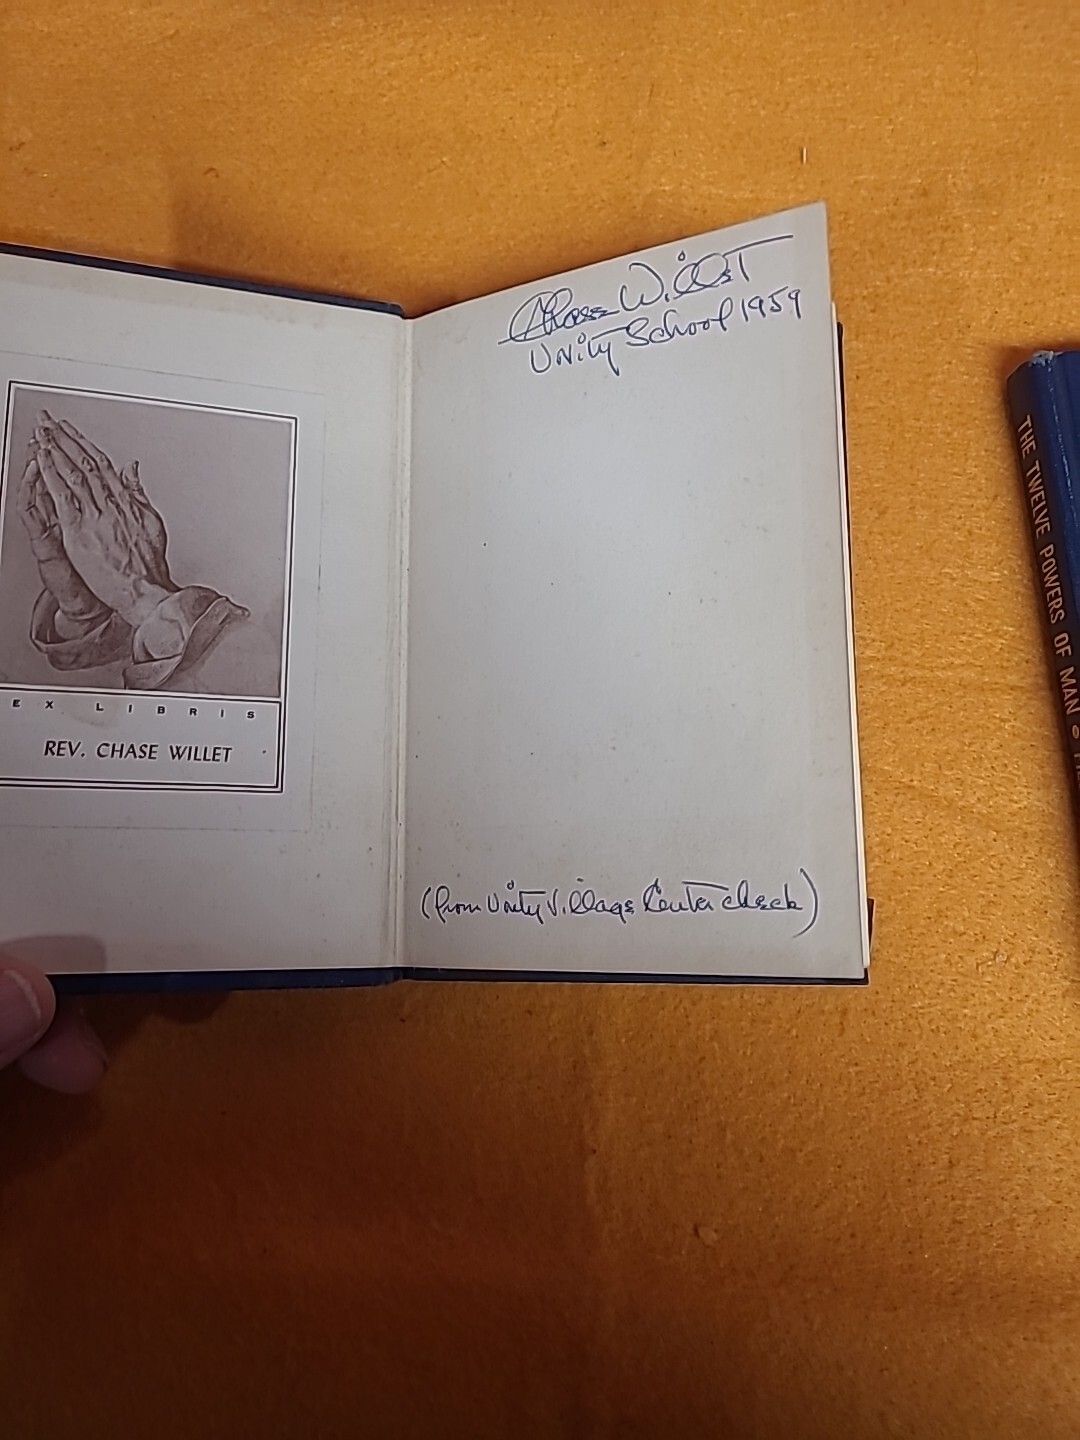 EX LIBRIS
REV. CHASE WILLET
Chase Willet
Unity School 1959
(from Unity Village Center check)
THE TWELVE POWERS OF MAN